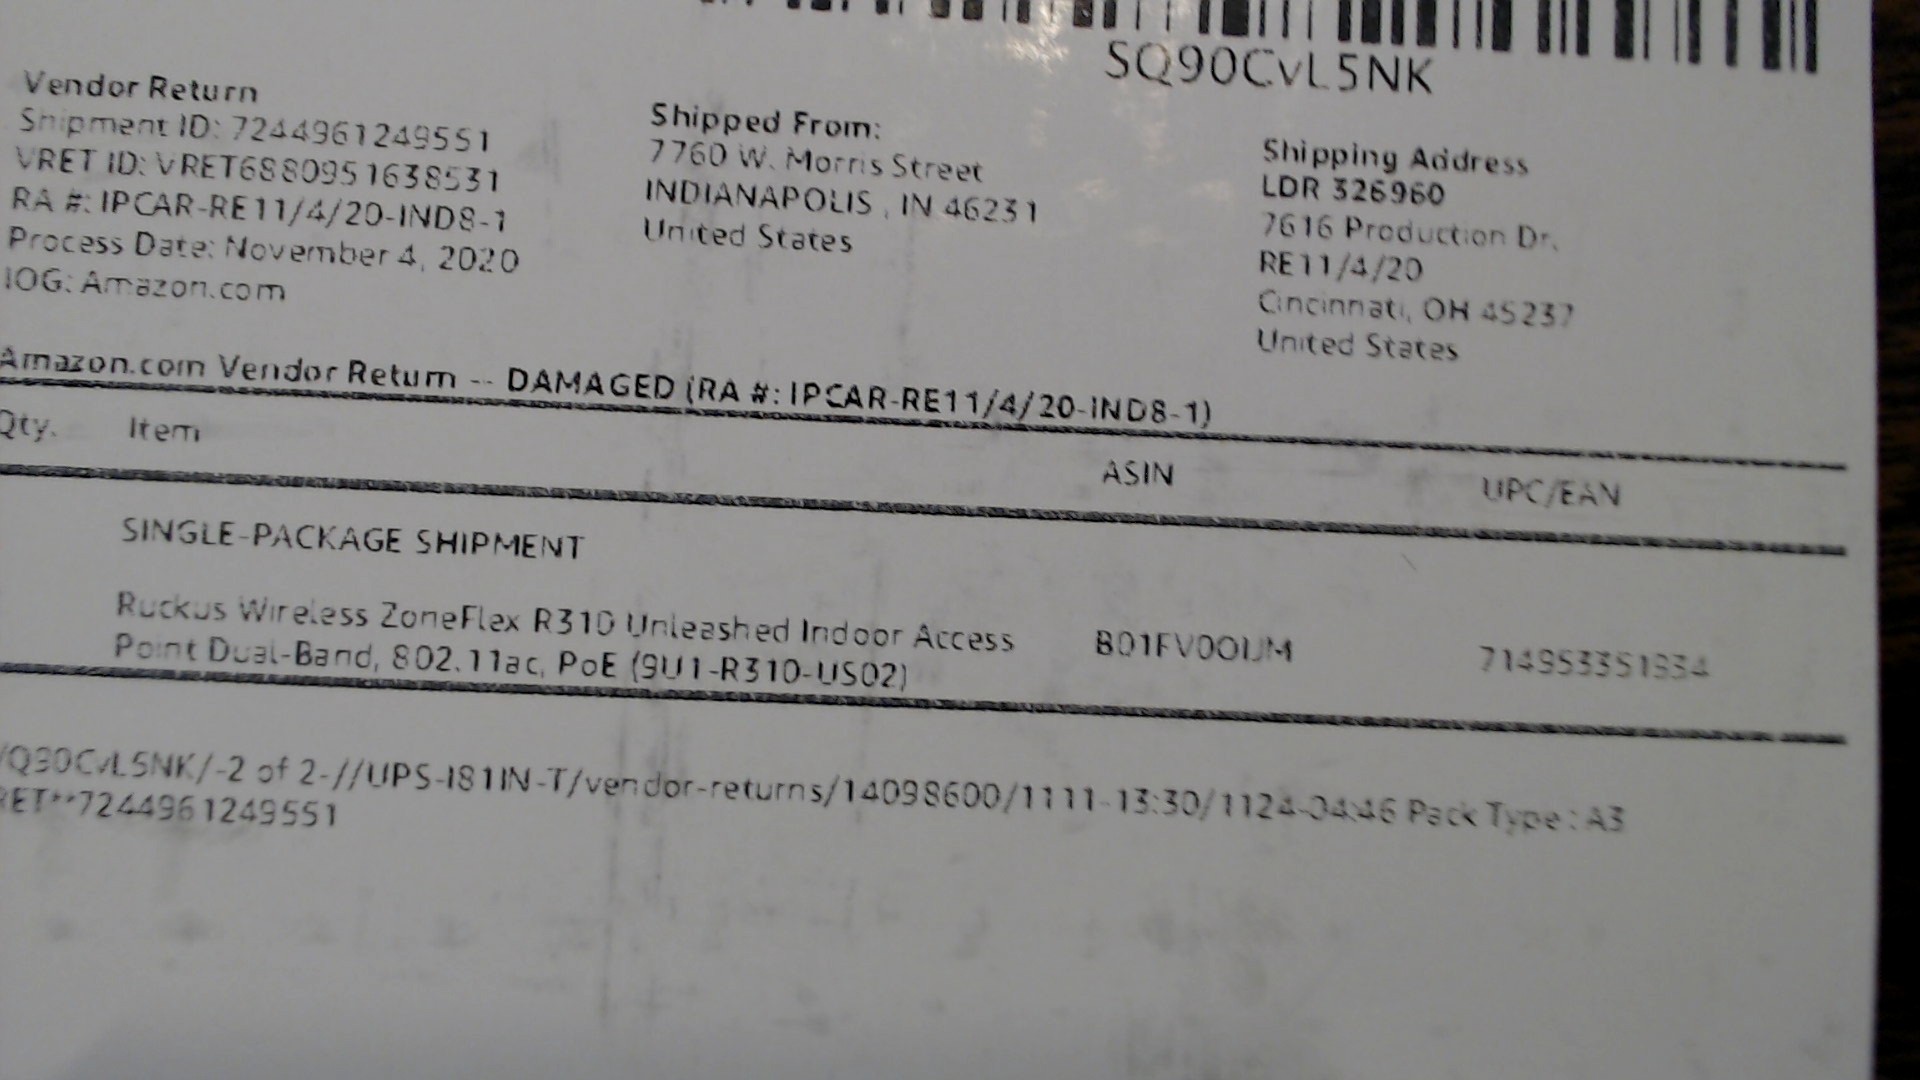 SQ90CvL5NK
Vendor Return
Shipment ID: 7244961249551
VRET ID: VRET6880951638531
RA #: IPCAR-RE11/4/20-IND8-1
Process Date: November 4, 2020
IOG: Amazon.com
Shipped From:
7760 W. Morris Street
INDIANAPOLIS , IN 46231
United States
Shipping Address
LDR 326960
7616 Production Dr.
RE11/4/20
Cincinnati, OH 45237
United States
Amazon.com Vendor Return -- DAMAGED (RA #: IPCAR-RE11/4/20-IND8-1)
Qty. Item ASIN UPC/EAN
SINGLE-PACKAGE SHIPMENT
Ruckus Wireless ZoneFlex R310 Unleashed Indoor Access
Point Dual-Band, 802.11ac, PoE (9U1-R310-US02)
B01FV0OIJM 714953351934
/Q90CvL5NK/-2 of 2-//UPS-I81IN-T/vendor-returns/14098600/1111-13:30/1124-04:46 Pack Type : A3
RET**7244961249551